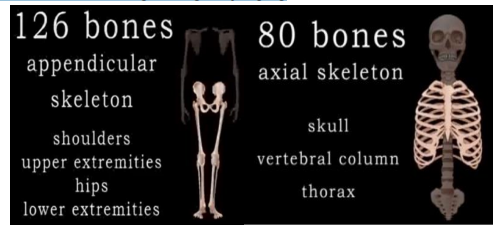 126 bones
appendicular
skeleton
shoulders
upper extremities
hips
lower extremities
80 bones
axial skeleton
skull
vertebral column
thorax